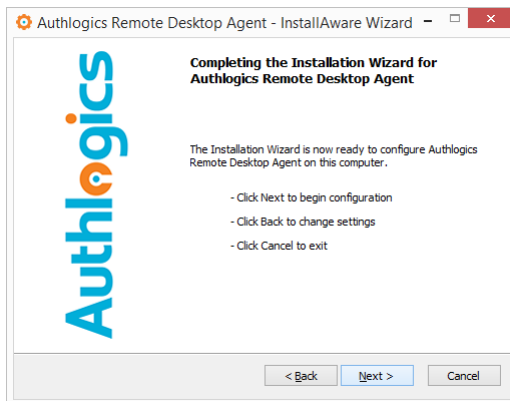 Authlogics Remote Desktop Agent - InstallAware Wizard
Authlogics
Completing the Installation Wizard for
Authlogics Remote Desktop Agent
The Installation Wizard is now ready to configure Authlogics
Remote Desktop Agent on this computer.
- Click Next to begin configuration
- Click Back to change settings
- Click Cancel to exit
< Back
Next >
Cancel